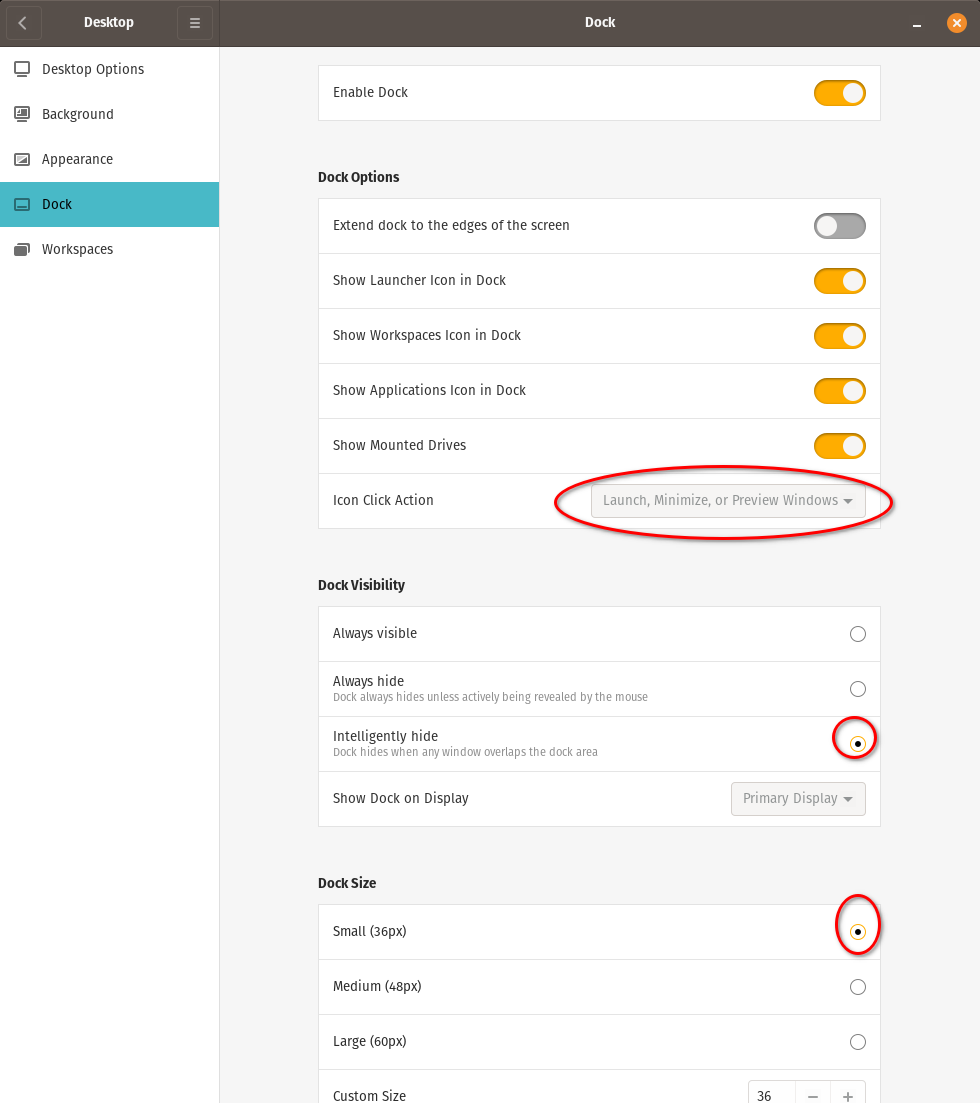 Desktop
Dock
Desktop Options
Background
Appearance
Dock
Workspaces
Enable Dock
Dock Options
Extend dock to the edges of the screen
Show Launcher Icon in Dock
Show Workspaces Icon in Dock
Show Applications Icon in Dock
Show Mounted Drives
Icon Click Action
Launch, Minimize, or Preview Windows
Dock Visibility
Always visible
Always hide
Dock always hides unless actively being revealed by the mouse
Intelligently hide
Dock hides when any window overlaps the dock area
Show Dock on Display
Primary Display
Dock Size
Small (36px)
Medium (48px)
Large (60px)
Custom Size
36